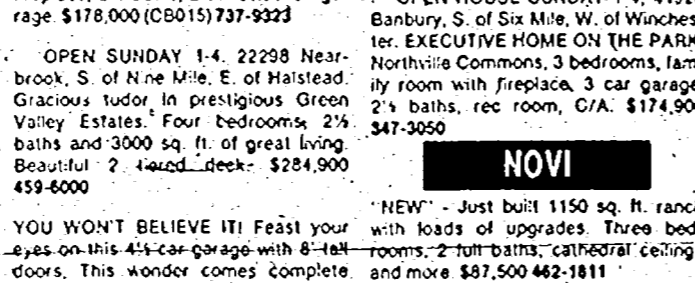 rage. $178,000 (CB015) 737-9323
OPEN SUNDAY 1-4. 22298 Near-
brook, S. of Nine Mile, E. of Halstead.
Gracious tudor in prestigious Green
Valley Estates. Four bedrooms, 2½
baths and 3000 sq. ft. of great living.
Beautiful 2 tiered deck. $284,900
459-6000
YOU WON'T BELIEVE IT! Feast your
eyes on this 4½ car garage with 8' tall
doors. This wonder comes complete
Banbury, S. of Six Mile, W. of Winches
ter. EXECUTIVE HOME ON THE PARK
Northville Commons, 3 bedrooms, fam
ily room with fireplace, 3 car garage
2½ baths, rec room, C/A. $174,90
347-3050
NOVI
"NEW" - Just built 1150 sq. ft. ranc
with loads of upgrades. Three bed
rooms, 2 full baths, cathedral ceiling
and more. $87,500 462-1811